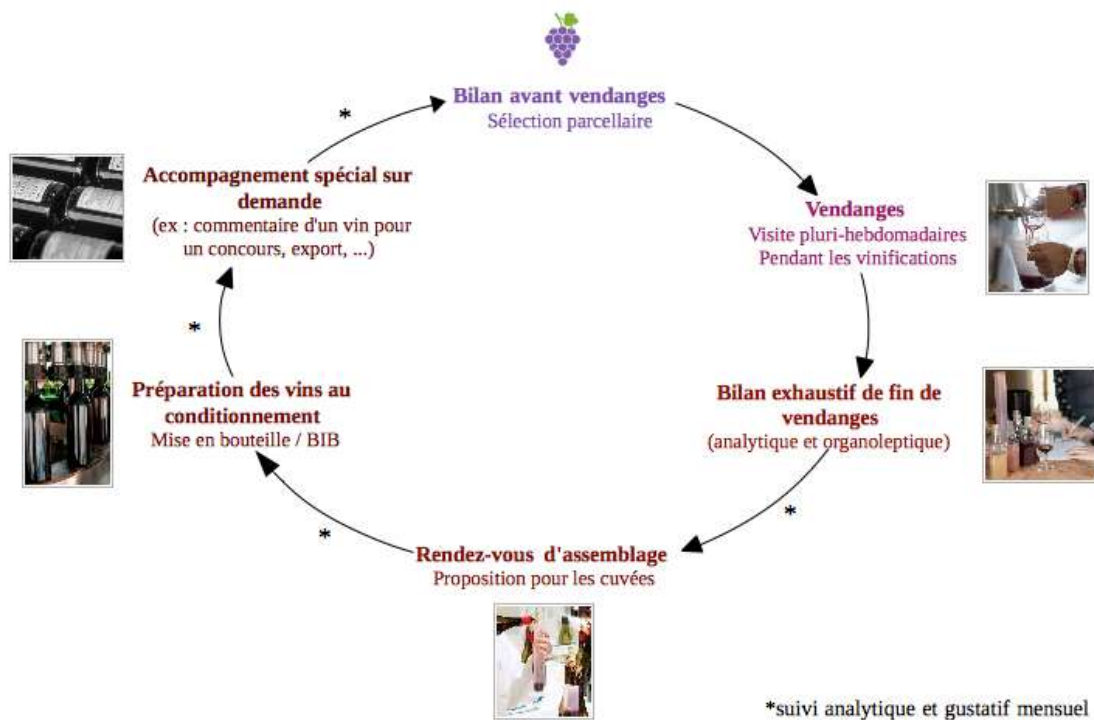 Bilan avant vendanges
Sélection parcellaire
*
Vendanges
Visite pluri-hebdomadaires
Pendant les vinifications
Bilan exhaustif de fin de
vendanges
(analytique et organoleptique)
*
Rendez-vous d'assemblage
Proposition pour les cuvées
*
Préparation des vins au
conditionnement
Mise en bouteille / BIB
*
Accompagnement spécial sur
demande
(ex : commentaire d'un vin pour
un concours, export, ...)
*suivi analytique et gustatif mensuel